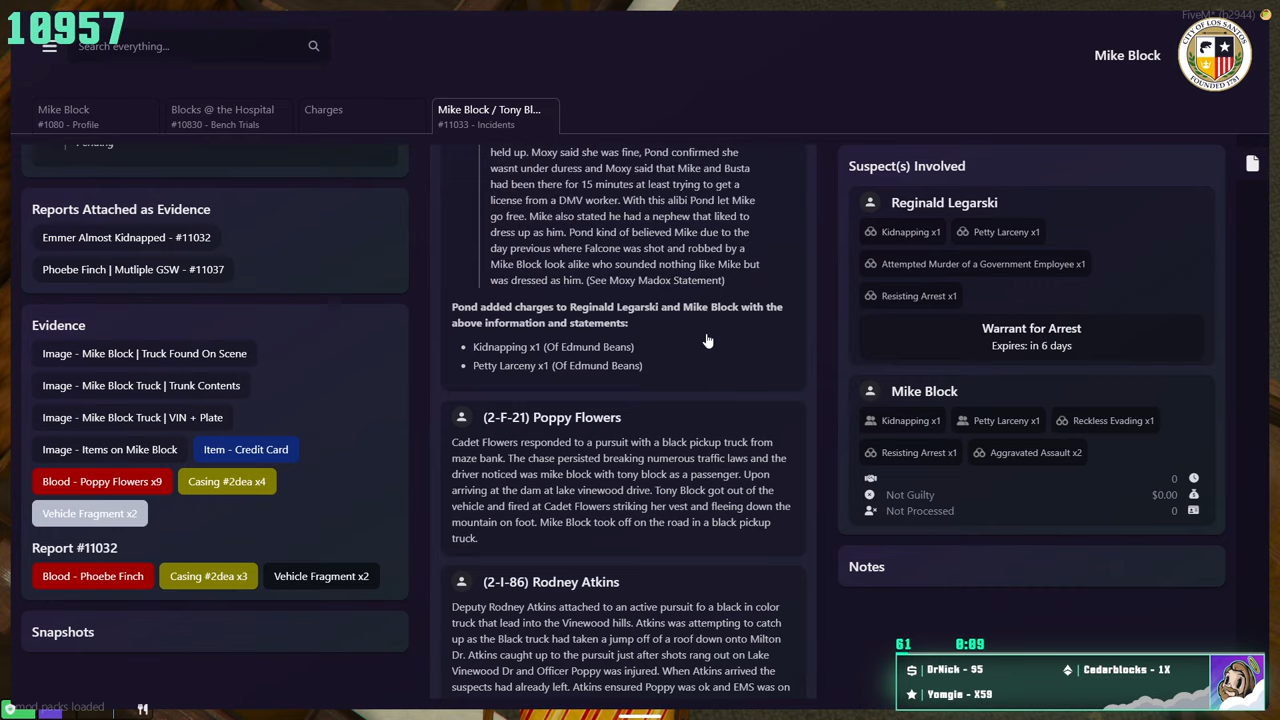 10957
FiveM® (b2944)
Search everything...
Mike Block
CITY OF LOS SANTOS
FOUNDED 1781
Mike Block
#1080 - Profile
Blocks @ the Hospital
#10830 - Bench Trials
Charges
Mike Block / Tony Bl...
#11033 - Incidents
Pending
Reports Attached as Evidence
Emmer Almost Kidnapped - #11032
Phoebe Finch | Mutliple GSW - #11037
Evidence
Image - Mike Block | Truck Found On Scene
Image - Mike Block Truck | Trunk Contents
Image - Mike Block Truck | VIN + Plate
Image - Items on Mike Block
Item - Credit Card
Blood - Poppy Flowers x9
Casing #2dea x4
Vehicle Fragment x2
Report #11032
Blood - Phoebe Finch
Casing #2dea x3
Vehicle Fragment x2
Snapshots
held up. Moxy said she was fine, Pond confirmed she
wasnt under duress and Moxy said that Mike and Busta
had been there for 15 minutes at least trying to get a
license from a DMV worker. With this alibi Pond let Mike
go free. Mike also stated he had a nephew that liked to
dress up as him. Pond kind of believed Mike due to the
day previous where Falcone was shot and robbed by a
Mike Block look alike who sounded nothing like Mike but
was dressed as him. (See Moxy Madox Statement)
Pond added charges to Reginald Legarski and Mike Block with the
above information and statements:
• Kidnapping x1 (Of Edmund Beans)
• Petty Larceny x1 (Of Edmund Beans)
(2-F-21) Poppy Flowers
Cadet Flowers responded to a pursuit with a black pickup truck from
maze bank. The chase persisted breaking numerous traffic laws and the
driver noticed was mike block with tony block as a passenger. Upon
arriving at the dam at lake vinewood drive. Tony Block got out of the
vehicle and fired at Cadet Flowers striking her vest and fleeing down the
mountain on foot. Mike Block took off on the road in a black pickup
truck.
(2-I-86) Rodney Atkins
Deputy Rodney Atkins attached to an active pursuit fo a black in color
truck that lead into the Vinewood hills. Atkins was attempting to catch
up as the Black truck had taken a jump off of a roof down onto Milton
Dr. Atkins caught up to the pursuit just after shots rang out on Lake
Vinewood Dr and Officer Poppy was injured. When Atkins arrived the
suspects had already left. Atkins ensured Poppy was ok and EMS was on
Suspect(s) Involved
Reginald Legarski
Kidnapping x1
Petty Larceny x1
Attempted Murder of a Government Employee x1
Resisting Arrest x1
Warrant for Arrest
Expires: in 6 days
Mike Block
Kidnapping x1
Petty Larceny x1
Reckless Evading x1
Resisting Arrest x1
Aggravated Assault x2
0
Not Guilty
$0.00
Not Processed
0
Notes
61
0:09
DrNick - 95
Cedarblocks - 1X
Yomgie - X59
mod packs loaded